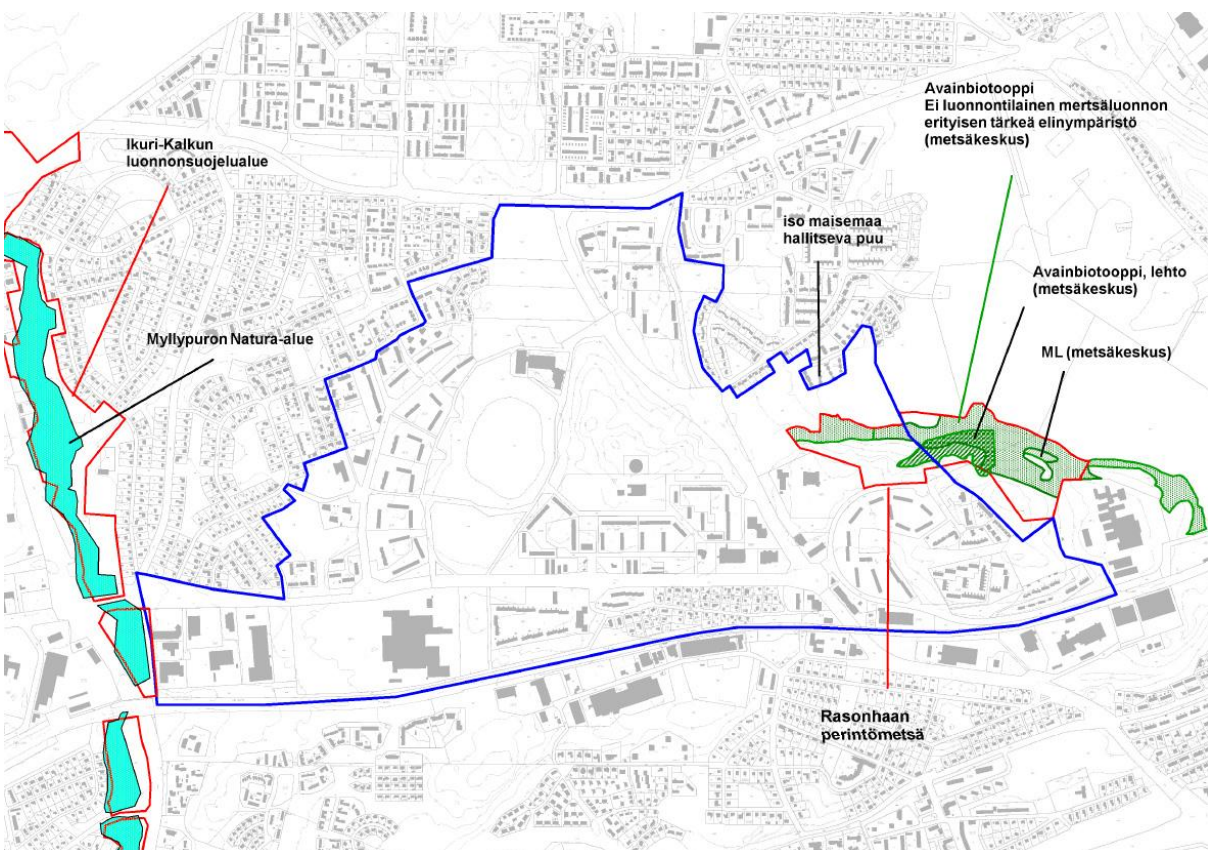 Avainbiotooppi
Ei luonnontilainen mertsäluonnon
erityisen tärkeä elinympäristö
(metsäkeskus)
Ikuri-Kalkun
luonnonsuojelualue
iso maisemaa
hallitseva puu
Avainbiotooppi, lehto
(metsäkeskus)
Myllypuron Natura-alue
ML (metsäkeskus)
Rasonhaan
perintömetsä